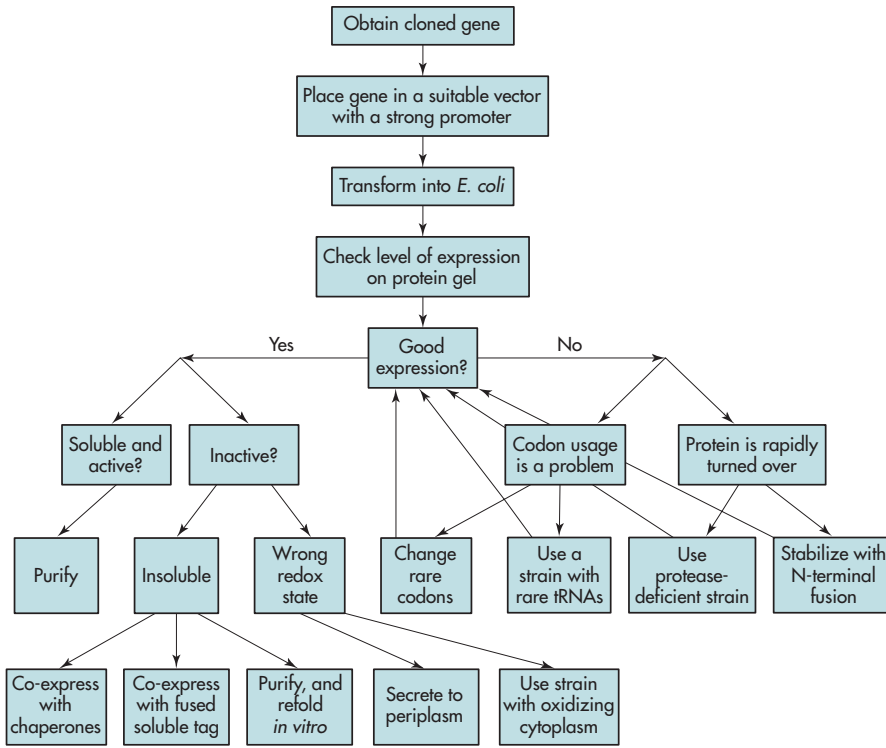 Obtain cloned gene
Place gene in a suitable vector
with a strong promoter
Transform into E. coli
Check level of expression
on protein gel
Yes
Good
expression?
No
Soluble and
active?
Inactive?
Codon usage
is a problem
Protein is rapidly
turned over
Purify
Insoluble
Wrong
redox
state
Change
rare
codons
Use a
strain with
rare tRNAs
Use
protease-
deficient strain
Stabilize with
N-terminal
fusion
Co-express
with
chaperones
Co-express
with fused
soluble tag
Purify, and
refold
in vitro
Secrete to
periplasm
Use strain
with oxidizing
cytoplasm